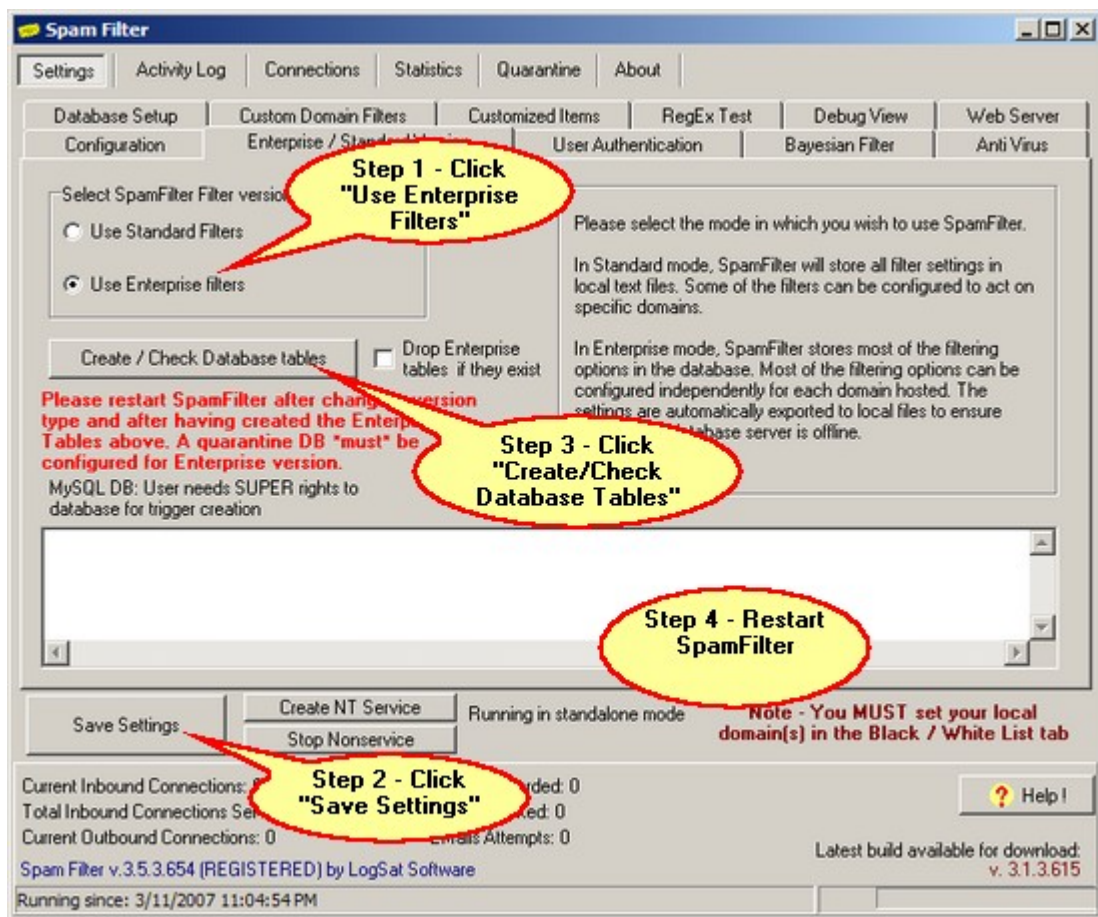 Spam Filter
Settings Activity Log Connections Statistics Quarantine About
Database Setup Custom Domain Filters Customized Items RegEx Test Debug View Web Server
Configuration Enterprise / User Authentication Bayesian Filter Anti Virus
Step 1 - Click
"Use Enterprise
Filters"
Select SpamFilter Filter version
Use Standard Filters
Use Enterprise filters
Please select the mode in which you wish to use SpamFilter.
In Standard mode, SpamFilter will store all filter settings in
local text files. Some of the filters can be configured to act on
specific domains.
In Enterprise mode, SpamFilter stores most of the filtering
options in the database. Most of the filtering options can be
configured independently for each domain hosted. The
settings are automatically exported to local files to ensure
server is offline.
Create / Check Database tables
Drop Enterprise
tables if they exist
Please restart SpamFilter after version
type and after having created the
Tables above. A quarantine DB *must* be
configured for Enterprise version.
MySQL DB: User needs SUPER rights to
database for trigger creation
Step 3 - Click
"Create/Check
Database Tables"
Step 4 - Restart
SpamFilter
Save Settings
Create NT Service
Stop Nonservice
Running in standalone mode
Note - You MUST set your local
domain(s) in the Black / White List tab
Step 2 - Click
"Save Settings"
Current Inbound Connections:
Total Inbound Connections
Current Outbound Connections: 0
Attempts: 0
Help !
Spam Filter v.3.5.3.654 (REGISTERED) by LogSat Software
Latest build available for download:
v. 3.1.3.615
Running since: 3/11/2007 11:04:54 PM